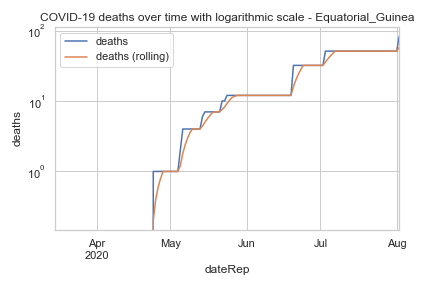 COVID-19 deaths over time with logarithmic scale - Equatorial_Guinea
deaths
deaths (rolling)
10²
10¹
10⁰
deaths
Apr
2020
May
Jun
Jul
Aug
dateRep